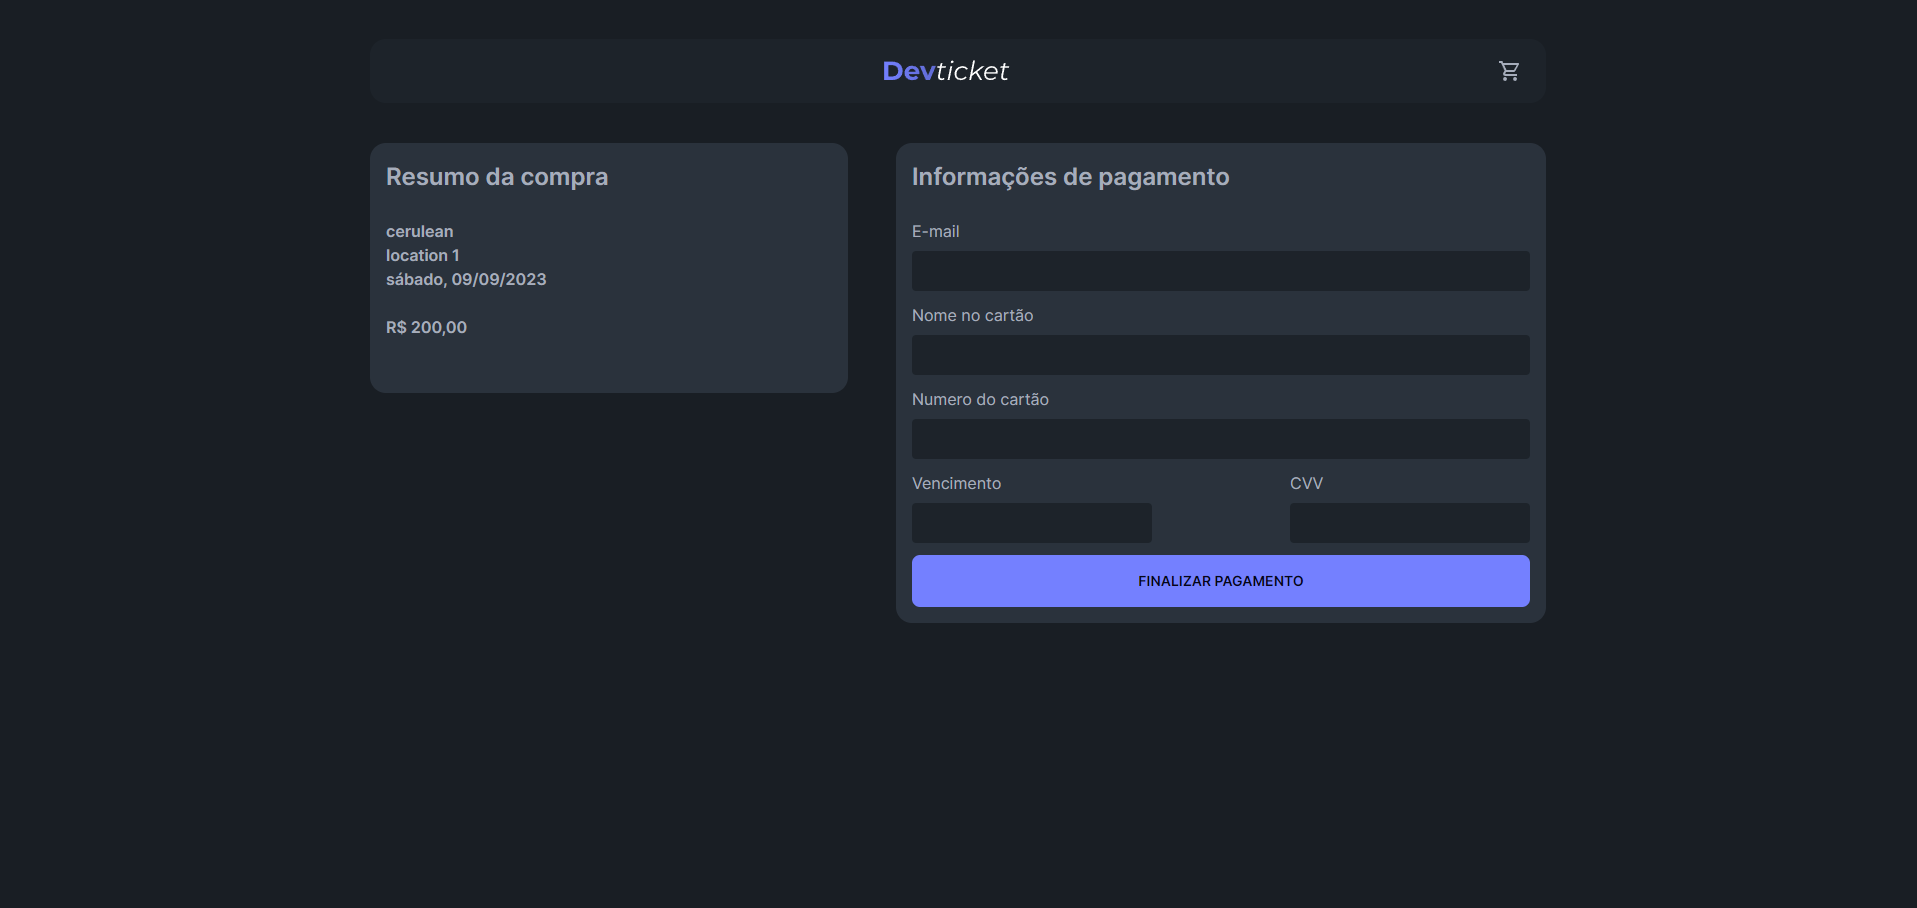 Devticket
Resumo da compra
cerulean
location 1
sábado, 09/09/2023
R$ 200,00
Informações de pagamento
E-mail
Nome no cartão
Numero do cartão
Vencimento
CVV
FINALIZAR PAGAMENTO